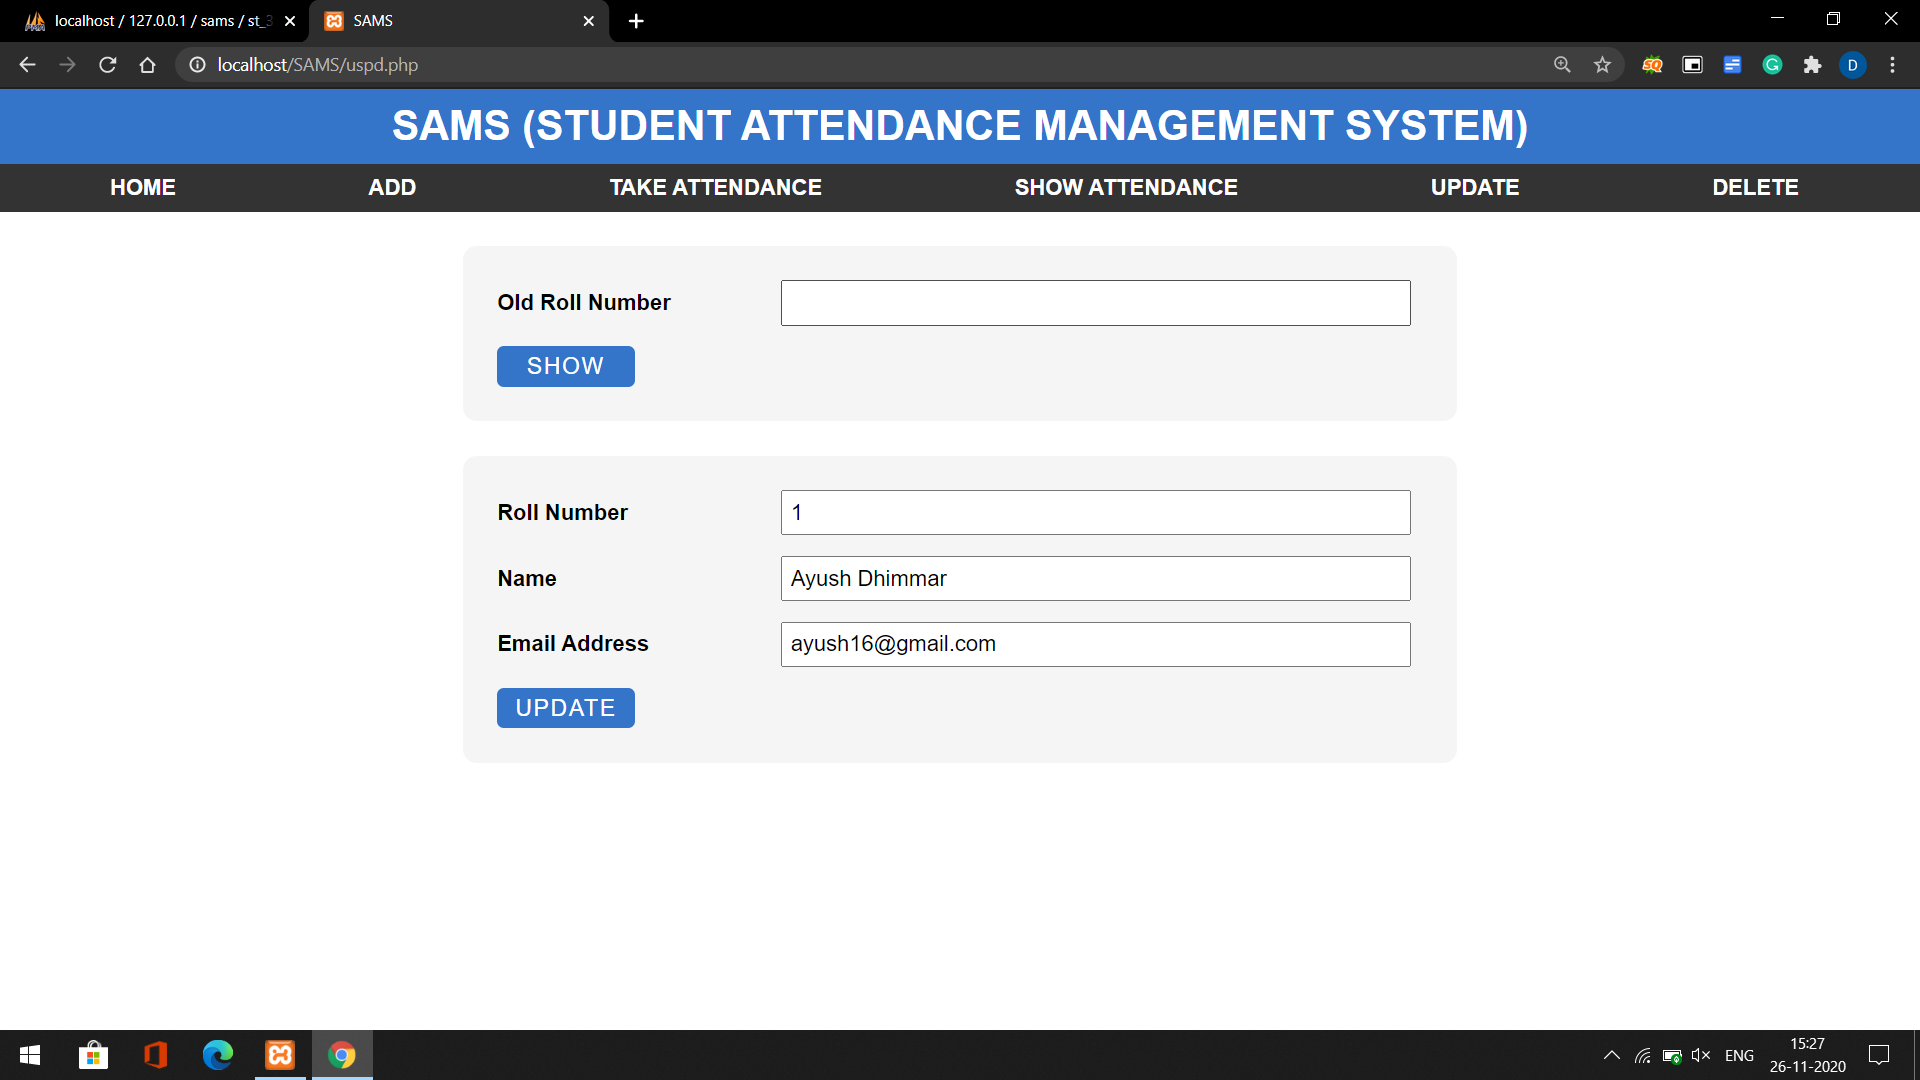 localhost / 127.0.0.1 / sams / st_3
SAMS
localhost/SAMS/uspd.php
SAMS (STUDENT ATTENDANCE MANAGEMENT SYSTEM)
HOME ADD TAKE ATTENDANCE SHOW ATTENDANCE UPDATE DELETE
Old Roll Number
SHOW
Roll Number 1
Name Ayush Dhimmar
Email Address ayush16@gmail.com
UPDATE
ENG
15:27
26-11-2020